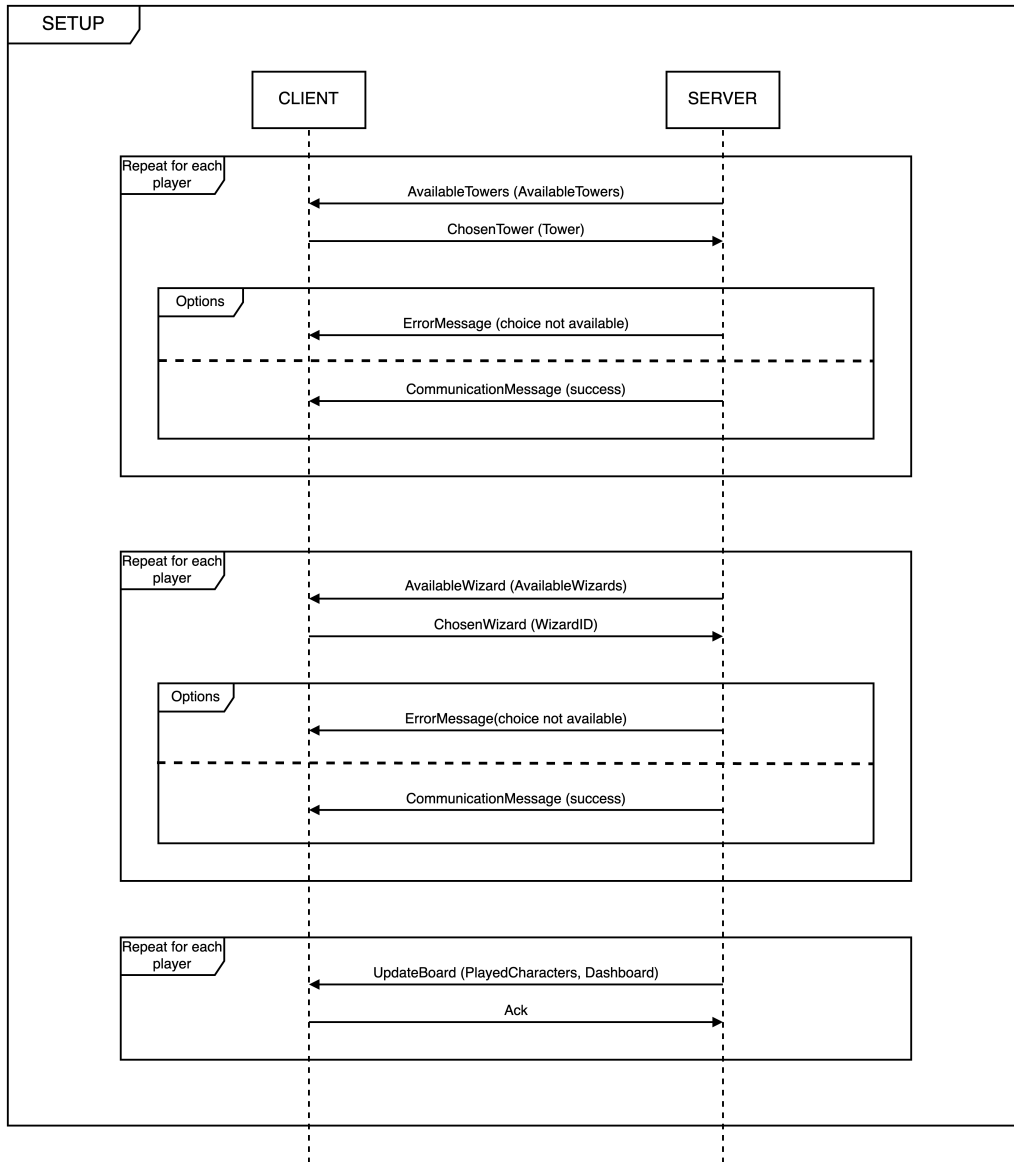 SETUP
CLIENT
SERVER
Repeat for each
player
AvailableTowers (AvailableTowers)
ChosenTower (Tower)
Options
ErrorMessage (choice not available)
CommunicationMessage (success)
Repeat for each
player
AvailableWizard (AvailableWizards)
ChosenWizard (WizardID)
Options
ErrorMessage(choice not available)
CommunicationMessage (success)
Repeat for each
player
UpdateBoard (PlayedCharacters, Dashboard)
Ack